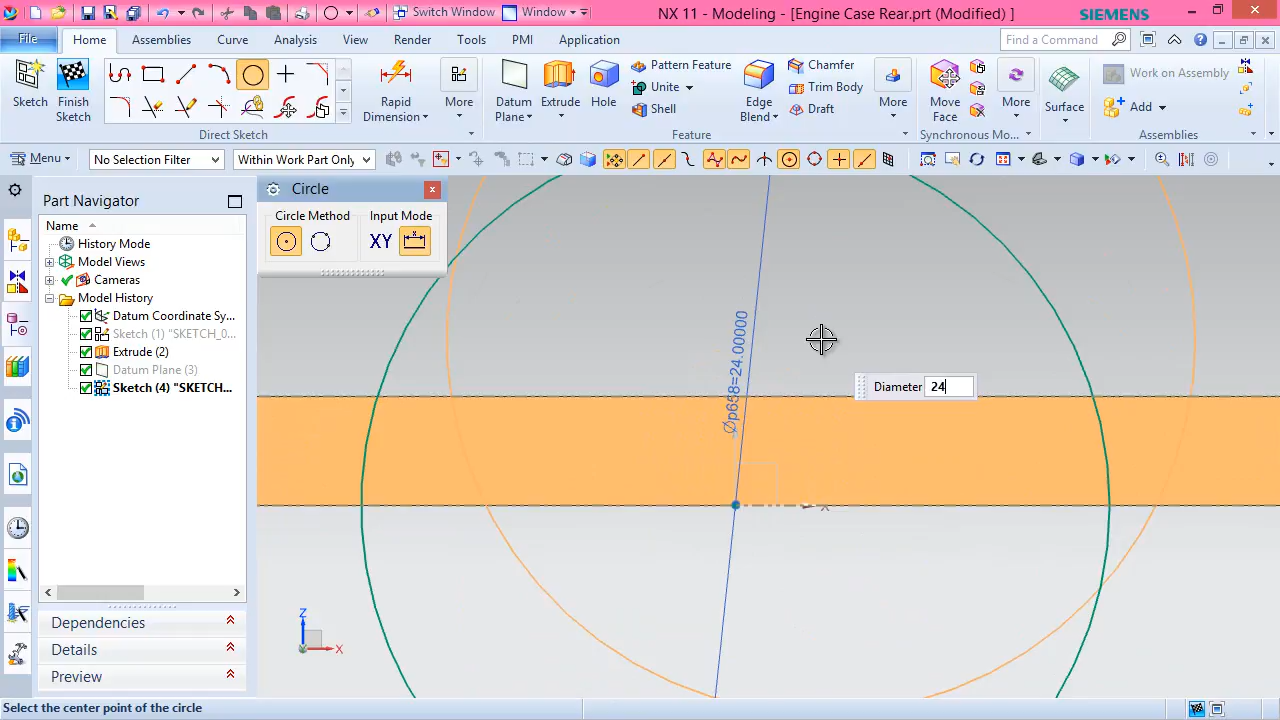 NX 11 - Modeling - [Engine Case Rear.prt (Modified) ]
SIEMENS
Switch Window
Window
File
Home
Assemblies
Curve
Analysis
View
Render
Tools
PMI
Application
Find a Command
Sketch
Finish Sketch
Rapid Dimension
More
Datum Plane
Extrude
Hole
Pattern Feature
Unite
Shell
Edge Blend
Chamfer
Trim Body
Draft
More
Move Face
More
Surface
Work on Assembly
Add
Direct Sketch
Feature
Synchronous Mo...
Assemblies
Menu
No Selection Filter
Within Work Part Only
Part Navigator
Name
History Mode
Model Views
Cameras
Model History
Datum Coordinate Sy...
Sketch (1) "SKETCH_0...
Extrude (2)
Datum Plane (3)
Sketch (4) "SKETCH...
Dependencies
Details
Preview
Circle
Circle Method
Input Mode
XY
Øp658=24.00000
Diameter 24
X
Z
X
Select the center point of the circle